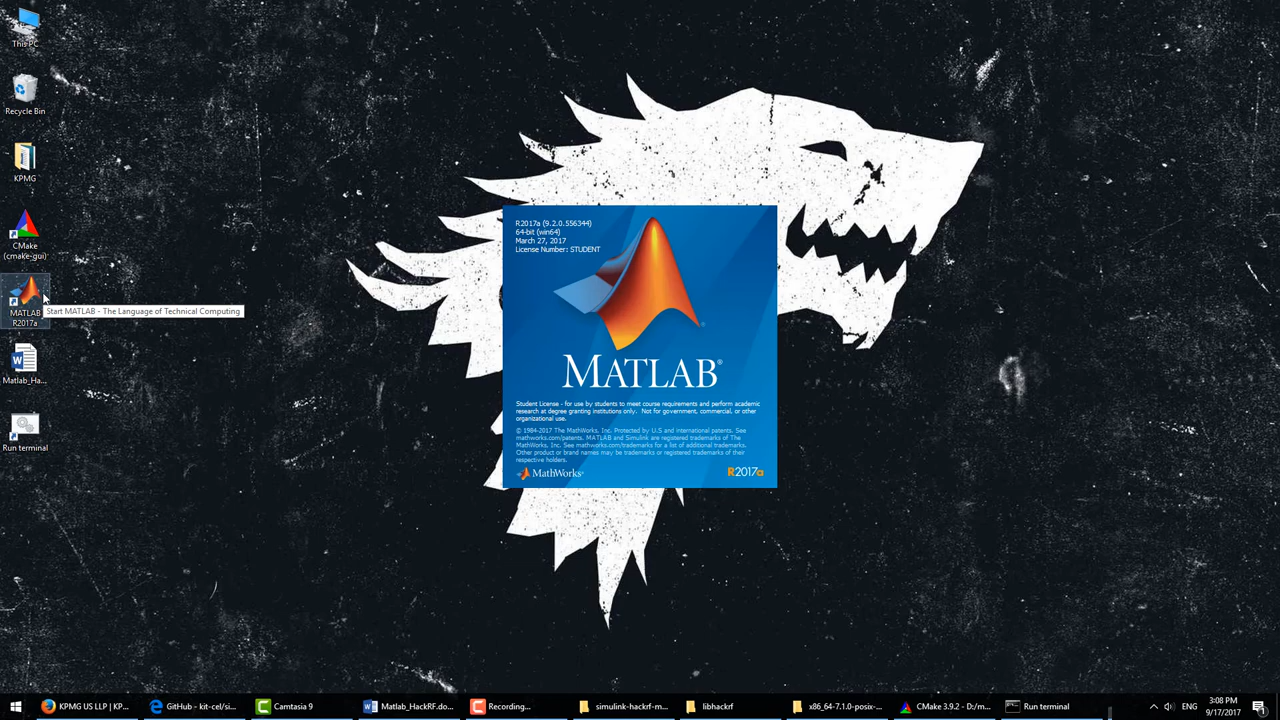 This PC
Recycle Bin
KPMG
CMake
(cmake-gui)
MATLAB
R2017a
Start MATLAB - The Language of Technical Computing
Matlab_Ha...
Run terminal
R2017a (9.2.0.556344)
64-bit (win64)
March 27, 2017
License Number: STUDENT
MATLAB®
Student License - for use by students to meet course requirements and perform academic
research at degree granting institutions only. Not for government, commercial, or other
organizational use.
© 1984-2017 The MathWorks, Inc. Protected by U.S and international patents. See
mathworks.com/patents. MATLAB and Simulink are registered trademarks of The
MathWorks, Inc. See mathworks.com/trademarks for a list of additional trademarks.
Other product or brand names may be trademarks or registered trademarks of their
respective holders.
MathWorks®
R2017a
KPMG US LLP | KP...
GitHub - kit-cel/si...
Camtasia 9
Matlab_HackRF.do...
Recording...
simulink-hackrf-m...
libhackrf
x86_64-7.1.0-posix-...
CMake 3.9.2 - D:/m...
Run terminal
ENG
3:08 PM
9/17/2017